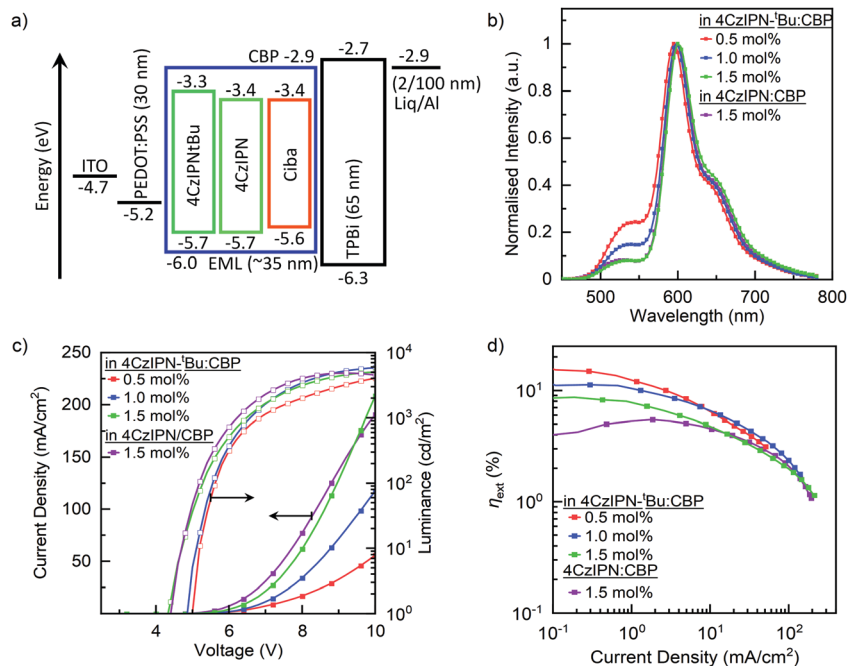 a)
Energy (eV)
ITO
-4.7
PEDOT:PSS (30 nm)
-5.2
CBP -2.9
-3.3
-3.4
-3.4
4CzIPNtBu
4CzIPN
Ciba
-5.7
-5.7
-5.6
-6.0
EML (~35 nm)
-2.7
TPBi (65 nm)
-6.3
-2.9
(2/100 nm)
Liq/Al
b)
Normalised Intensity (a.u.)
1
0.8
0.6
0.4
0.2
0
500
600
700
800
Wavelength (nm)
in 4CzIPN-ᵗBu:CBP
0.5 mol%
1.0 mol%
1.5 mol%
in 4CzIPN:CBP
1.5 mol%
c)
Current Density (mA/cm²)
250
225
200
175
150
125
100
75
50
25
4
6
8
10
Voltage (V)
10⁴
10³
10²
10¹
10⁰
Luminance (cd/m²)
in 4CzIPN-ᵗBu:CBP
0.5 mol%
1.0 mol%
1.5 mol%
in 4CzIPN/CBP
1.5 mol%
d)
ηext (%)
10¹
10⁰
10⁻¹
10⁻¹
10⁰
10¹
10²
Current Density (mA/cm²)
in 4CzIPN-ᵗBu:CBP
0.5 mol%
1.0 mol%
1.5 mol%
4CzIPN:CBP
1.5 mol%